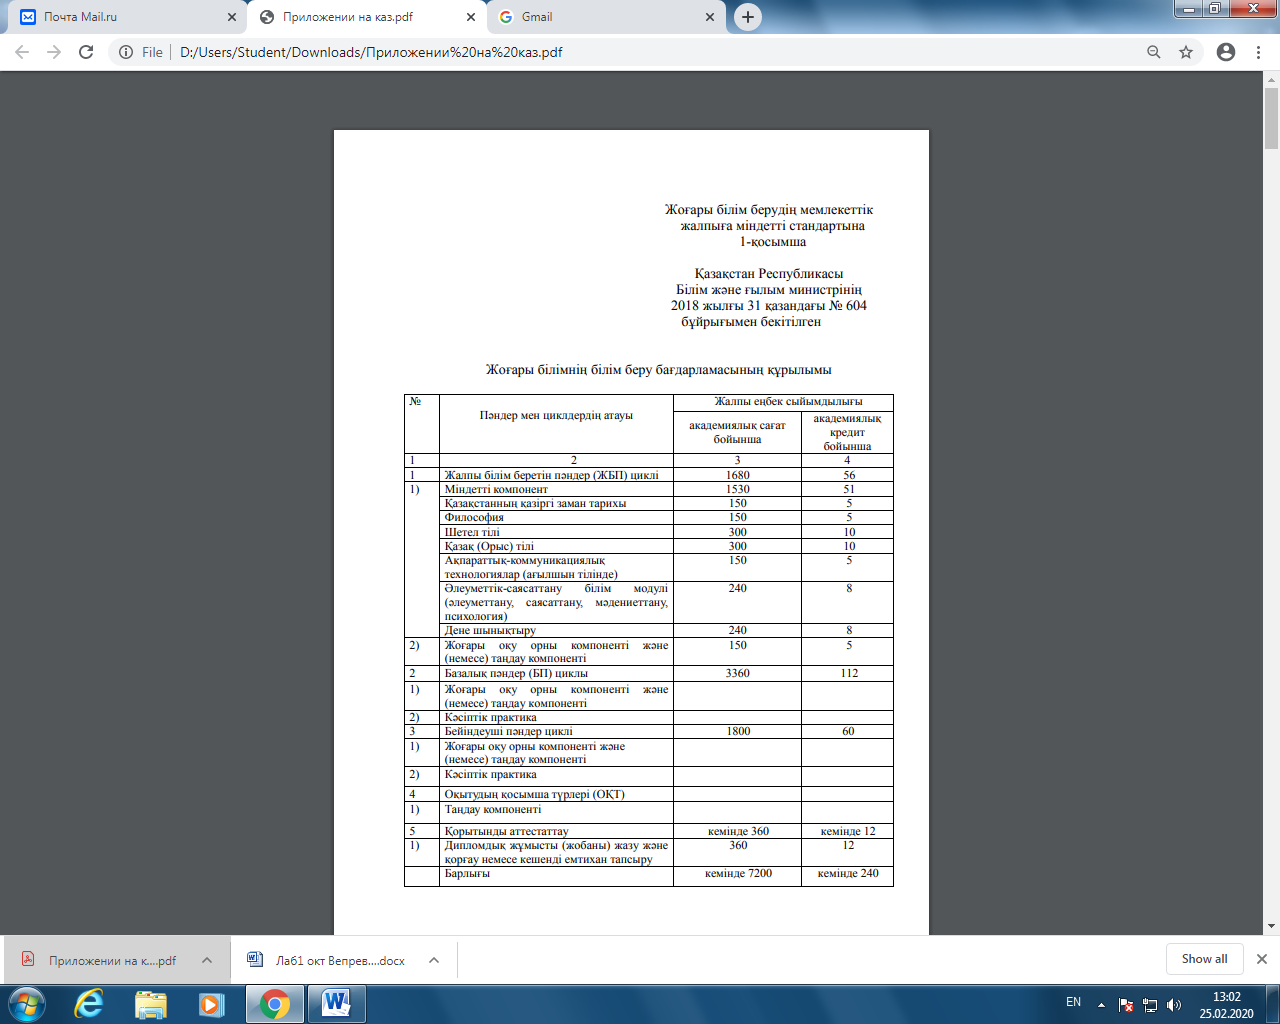 Почта Mail.ru
Приложении на каз.pdf
Gmail
File
D:/Users/Student/Downloads/Приложении%20на%20каз.pdf
Жоғары білім берудің мемлекеттік
жалпыға міндетті стандартына
1-қосымша
Қазақстан Республикасы
Білім және ғылым министрінің
2018 жылғы 31 қазандағы № 604
бұйрығымен бекітілген
Жоғары білімнің білім беру бағдарламасының құрылымы
№ Пәндер мен циклдердің атауы Жалпы еңбек сыйымдылығы
академиялық сағат бойынша академиялық кредит бойынша
1 2 3 4
1 Жалпы білім беретін пәндер (ЖБП) циклі 1680 56
1) Міндетті компонент 1530 51
Қазақстанның қазіргі заман тарихы 150 5
Философия 150 5
Шетел тілі 300 10
Қазақ (Орыс) тілі 300 10
Ақпараттық-коммуникациялық 150 5
технологиялар (ағылшын тілінде)
Әлеуметтік-саясаттану білім модулі 240 8
(әлеуметтану, саясаттану, мәдениеттану,
психология)
Дене шынықтыру 240 8
2) Жоғары оқу орны компоненті және 150 5
(немесе) таңдау компоненті
2 Базалық пәндер (БП) циклы 3360 112
1) Жоғары оқу орны компоненті және
(немесе) таңдау компоненті
2) Кәсіптік практика
3 Бейіндеуші пәндер циклі 1800 60
1) Жоғары оқу орны компоненті және
(немесе) таңдау компоненті
2) Кәсіптік практика
4 Оқытудың қосымша түрлері (ОҚТ)
1) Таңдау компоненті
5 Қорытынды аттестаттау кемінде 360 кемінде 12
1) Дипломдық жұмысты (жобаны) жазу және 360 12
қорғау немесе кешенді емтихан тапсыру
Барлығы кемінде 7200 кемінде 240
Приложении на к....pdf
Лаб1 окт Вепрев....docx
Show all
EN
13:02
25.02.2020